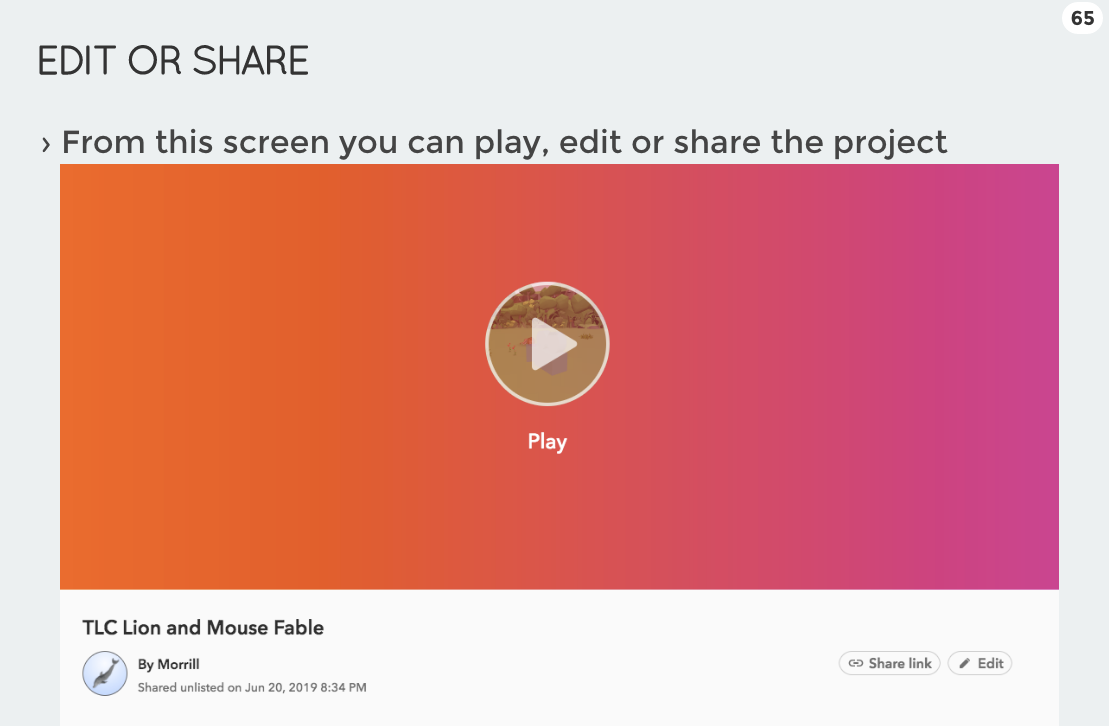 65
EDIT OR SHARE
› From this screen you can play, edit or share the project
Play
TLC Lion and Mouse Fable
By Morrill
Shared unlisted on Jun 20, 2019 8:34 PM
Share link
Edit